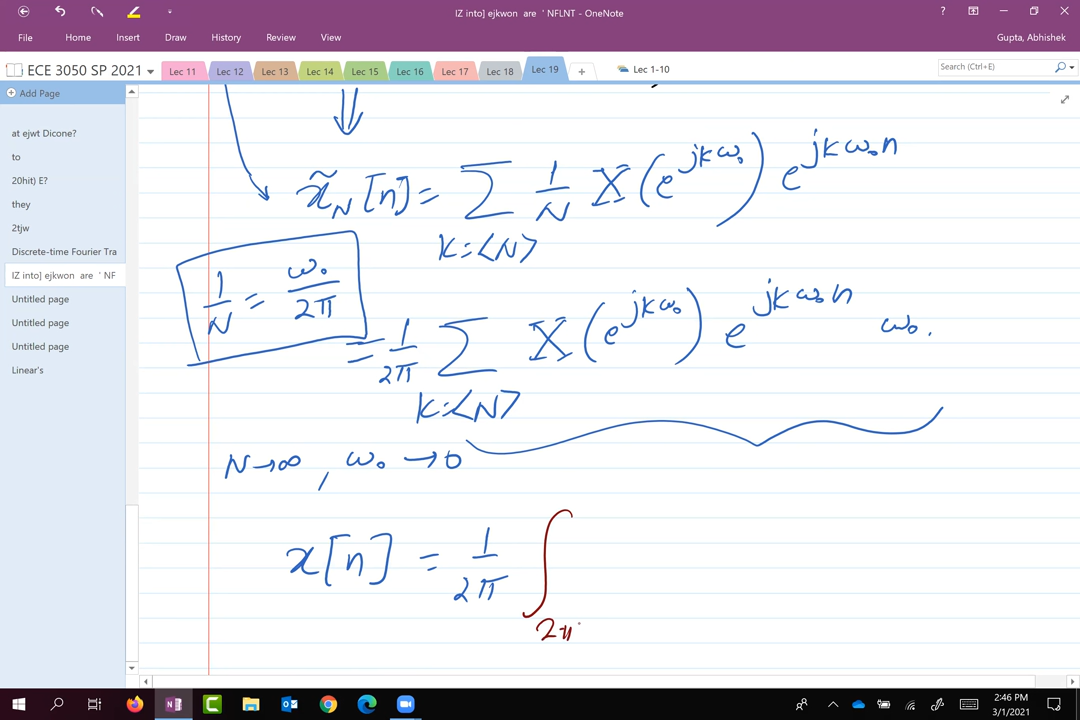 IZ into] ejkwon are ' NFLNT - OneNote
? Gupta, Abhishek
File Home Insert Draw History Review View
ECE 3050 SP 2021 Lec 11 Lec 12 Lec 13 Lec 14 Lec 15 Lec 16 Lec 17 Lec 18 Lec 19 + Lec 1-10 Search (Ctrl+E)
Add Page
at ejwt Dicone?
to
20hit) E?
they
2tjw
Discrete-time Fourier Tra
IZ into] ejkwon are ' NF
Untitled page
Untitled page
Untitled page
Linear's
⇓
x̃_N [n] = Σ_{k=<N>} 1/N X(e^{jkω₀}) e^{jkω₀n}
1/N = ω₀/2π
= 1/2π Σ_{k=<N>} X(e^{jkω₀}) e^{jkω₀n} ω₀.
N→∞, ω₀→0
x[n] = 1/2π ∫_{2π}
2:46 PM
3/1/2021